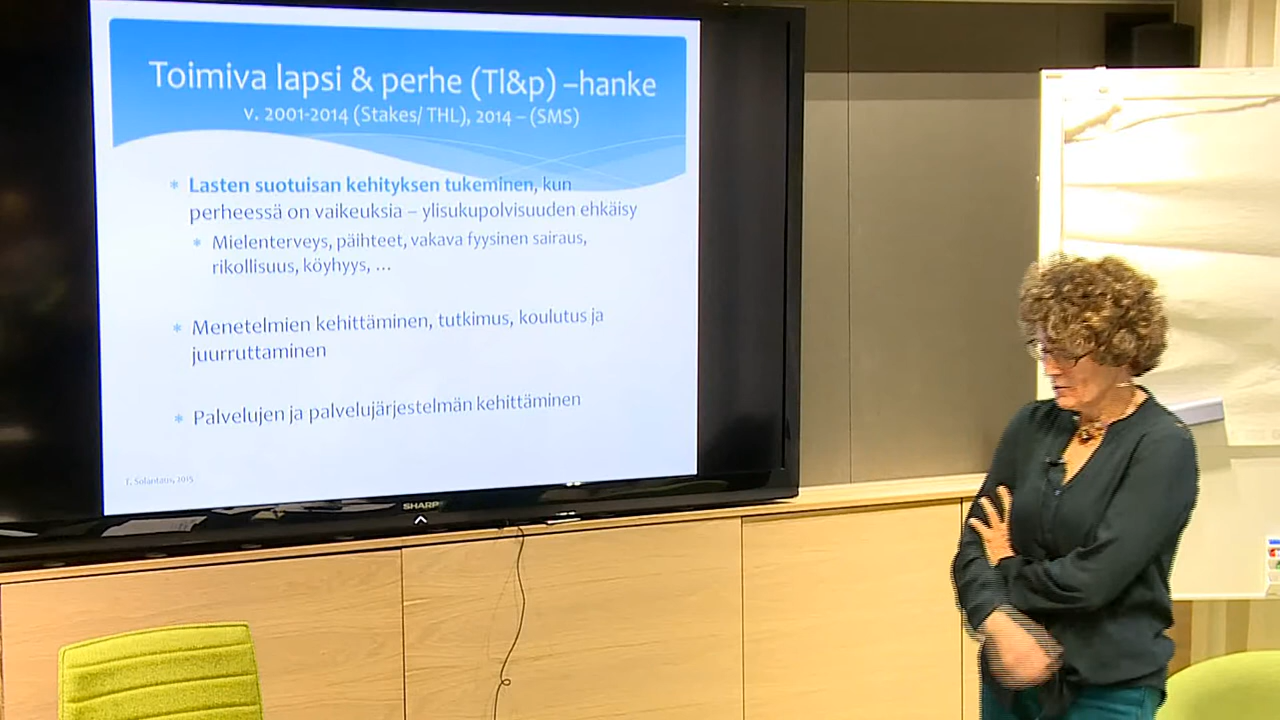 Toimiva lapsi & perhe (Tl&p) –hanke
v. 2001-2014 (Stakes/ THL), 2014 – (SMS)
* Lasten suotuisan kehityksen tukeminen, kun
perheessä on vaikeuksia – ylisukupolvisuuden ehkäisy
* Mielenterveys, päihteet, vakava fyysinen sairaus,
rikollisuus, köyhyys, …
* Menetelmien kehittäminen, tutkimus, koulutus ja
juurruttaminen
* Palvelujen ja palvelujärjestelmän kehittäminen
T. Solantaus, 2015
SHARP